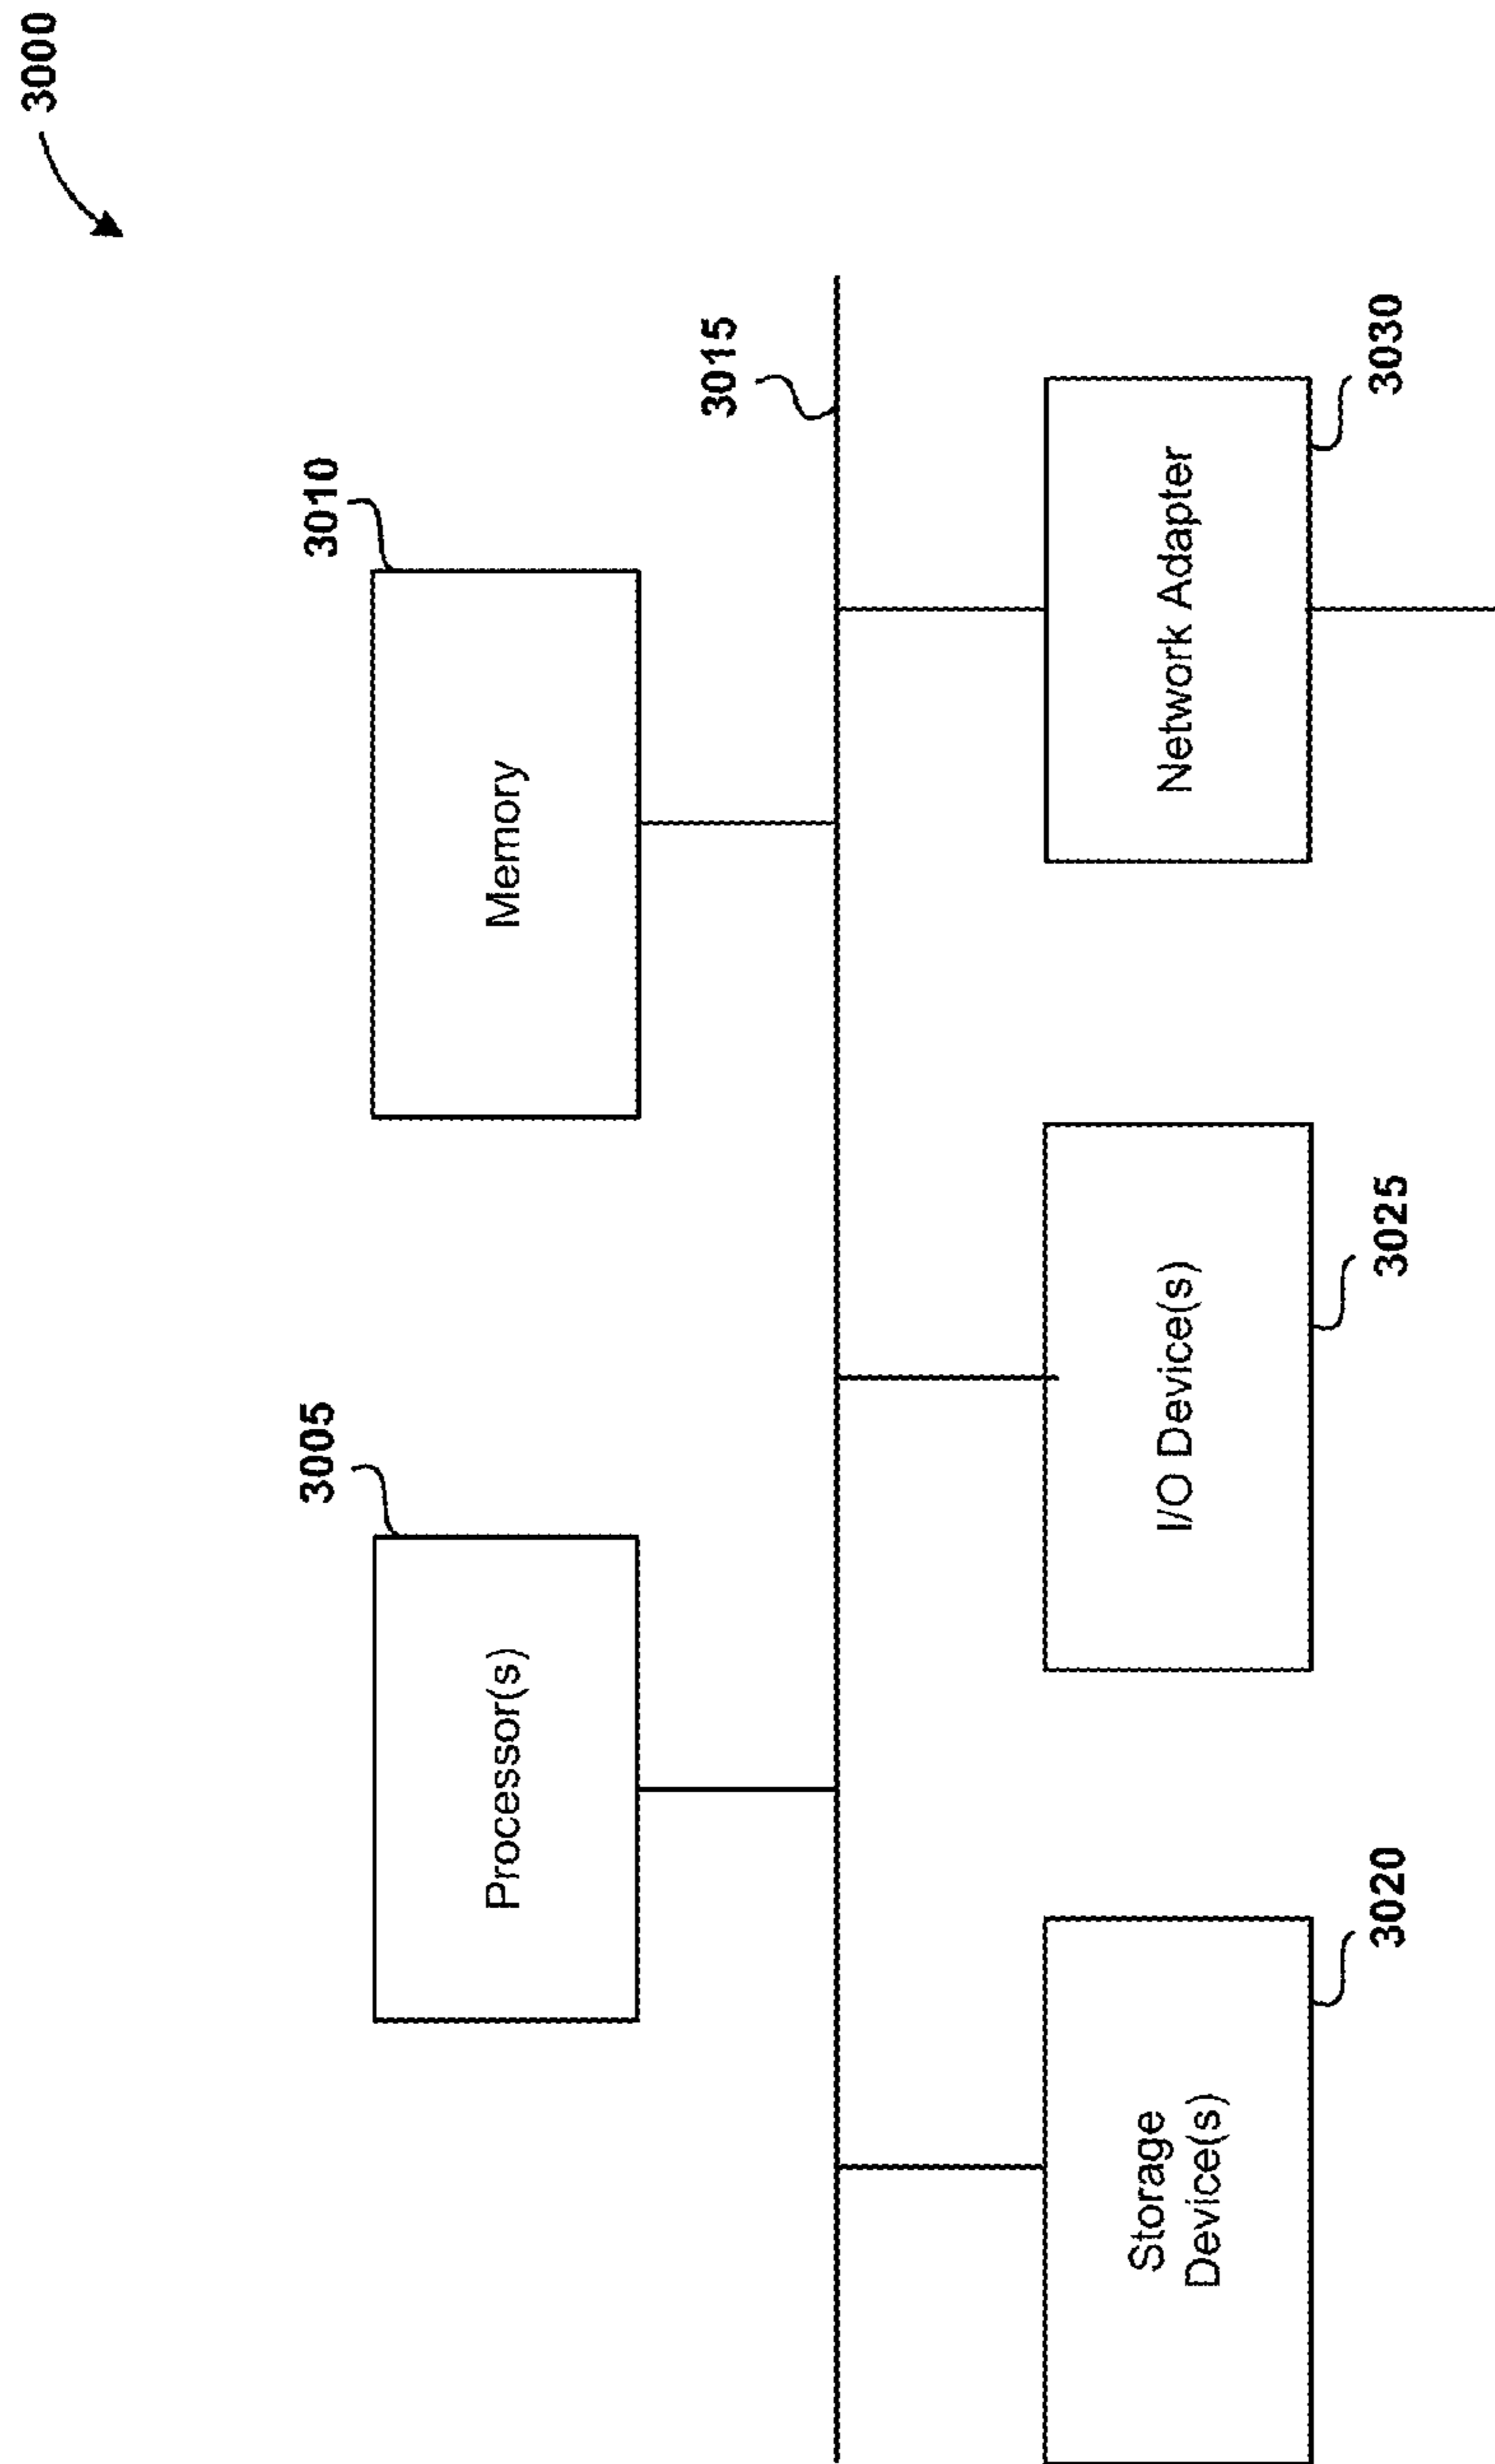 3000
3005
3010
Processor(s)
Memory
3015
Storage
Device(s)
I/O Device(s)
Network Adapter
3020
3025
3030